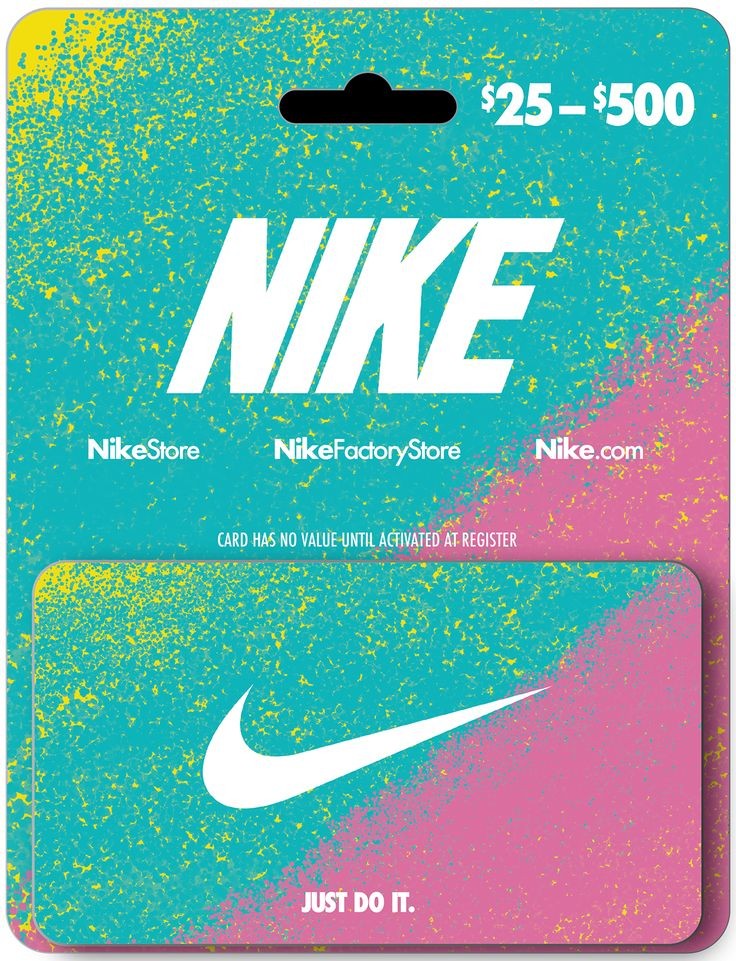 $25 – $500
NIKE
NikeStore NikeFactoryStore Nike.com
CARD HAS NO VALUE UNTIL ACTIVATED AT REGISTER
JUST DO IT.